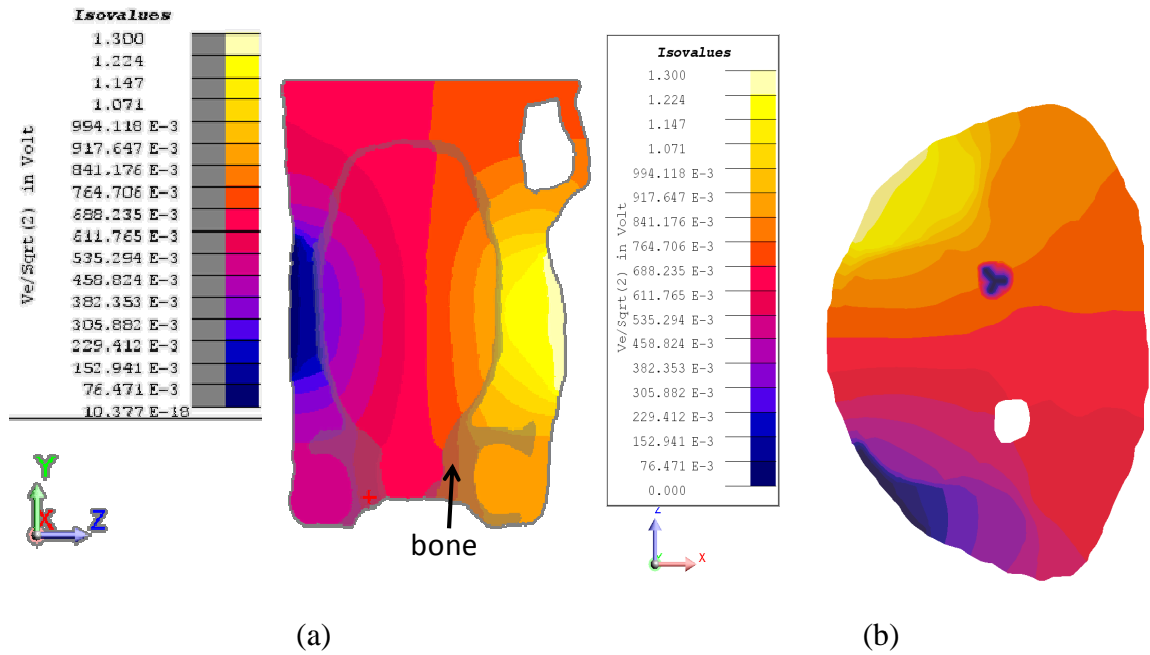 Isovalues
1.300
1.224
1.147
1.071
994.118 E-3
917.647 E-3
841.176 E-3
764.706 E-3
688.235 E-3
611.765 E-3
535.294 E-3
458.824 E-3
382.353 E-3
305.882 E-3
229.412 E-3
152.941 E-3
76.471 E-3
10.377 E-18
Ve/Sqrt(2) in Volt
Y
X
Z
bone
(a)
Isovalues
1.300
1.224
1.147
1.071
994.118 E-3
917.647 E-3
841.176 E-3
764.706 E-3
688.235 E-3
611.765 E-3
535.294 E-3
458.824 E-3
382.353 E-3
305.882 E-3
229.412 E-3
152.941 E-3
76.471 E-3
0.000
Ve/Sqrt(2) in Volt
Z
Y
X
(b)